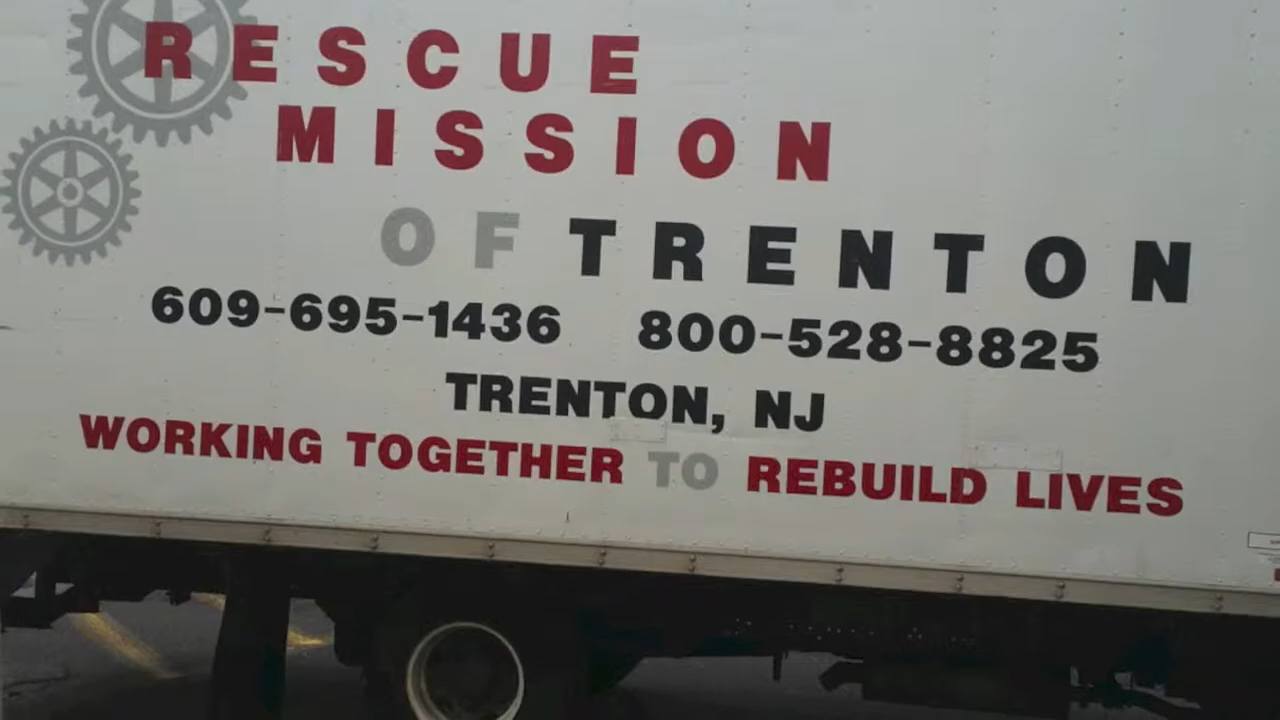 RESCUE
MISSION
OF TRENTON
609-695-1436 800-528-8825
TRENTON, NJ
WORKING TOGETHER TO REBUILD LIVES